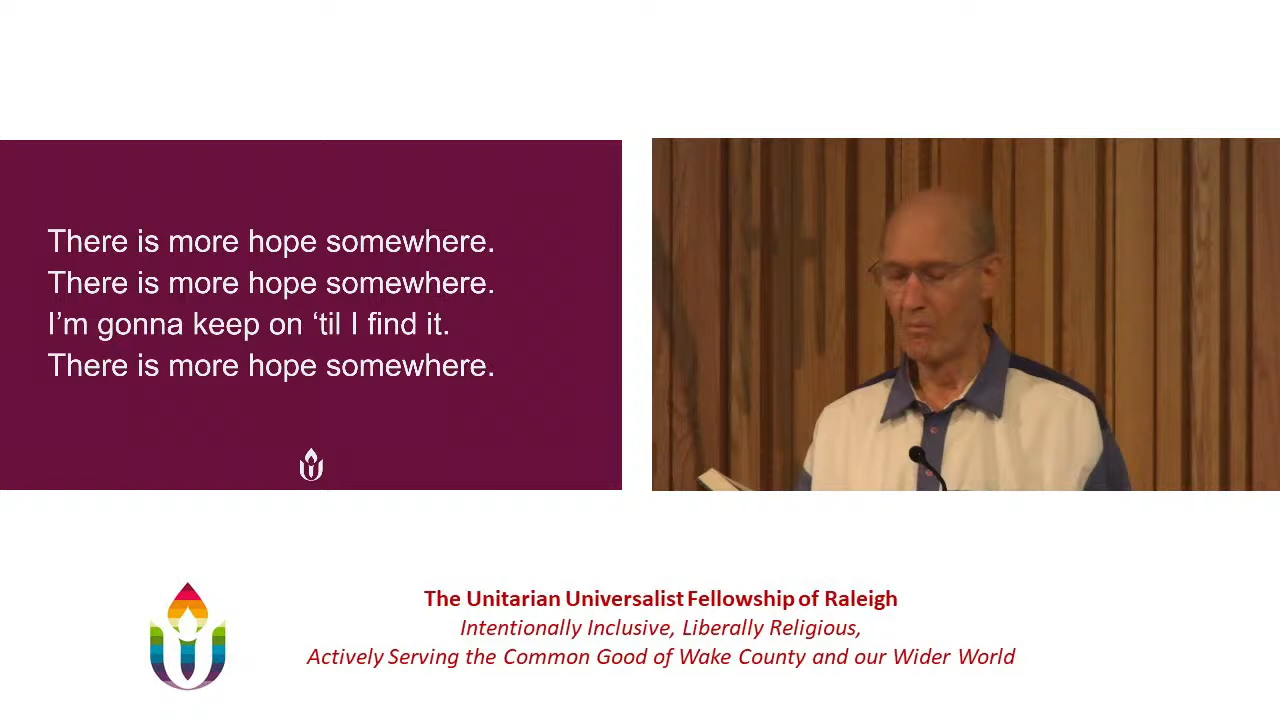 There is more hope somewhere.
There is more hope somewhere.
I’m gonna keep on ‘til I find it.
There is more hope somewhere.
The Unitarian Universalist Fellowship of Raleigh
Intentionally Inclusive, Liberally Religious,
Actively Serving the Common Good of Wake County and our Wider World